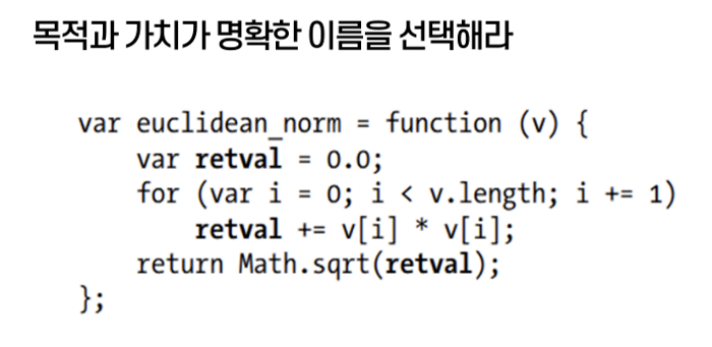 목적과 가치가 명확한 이름을 선택해라
var euclidean_norm = function (v) {
    var retval = 0.0;
    for (var i = 0; i < v.length; i += 1)
        retval += v[i] * v[i];
    return Math.sqrt(retval);
};